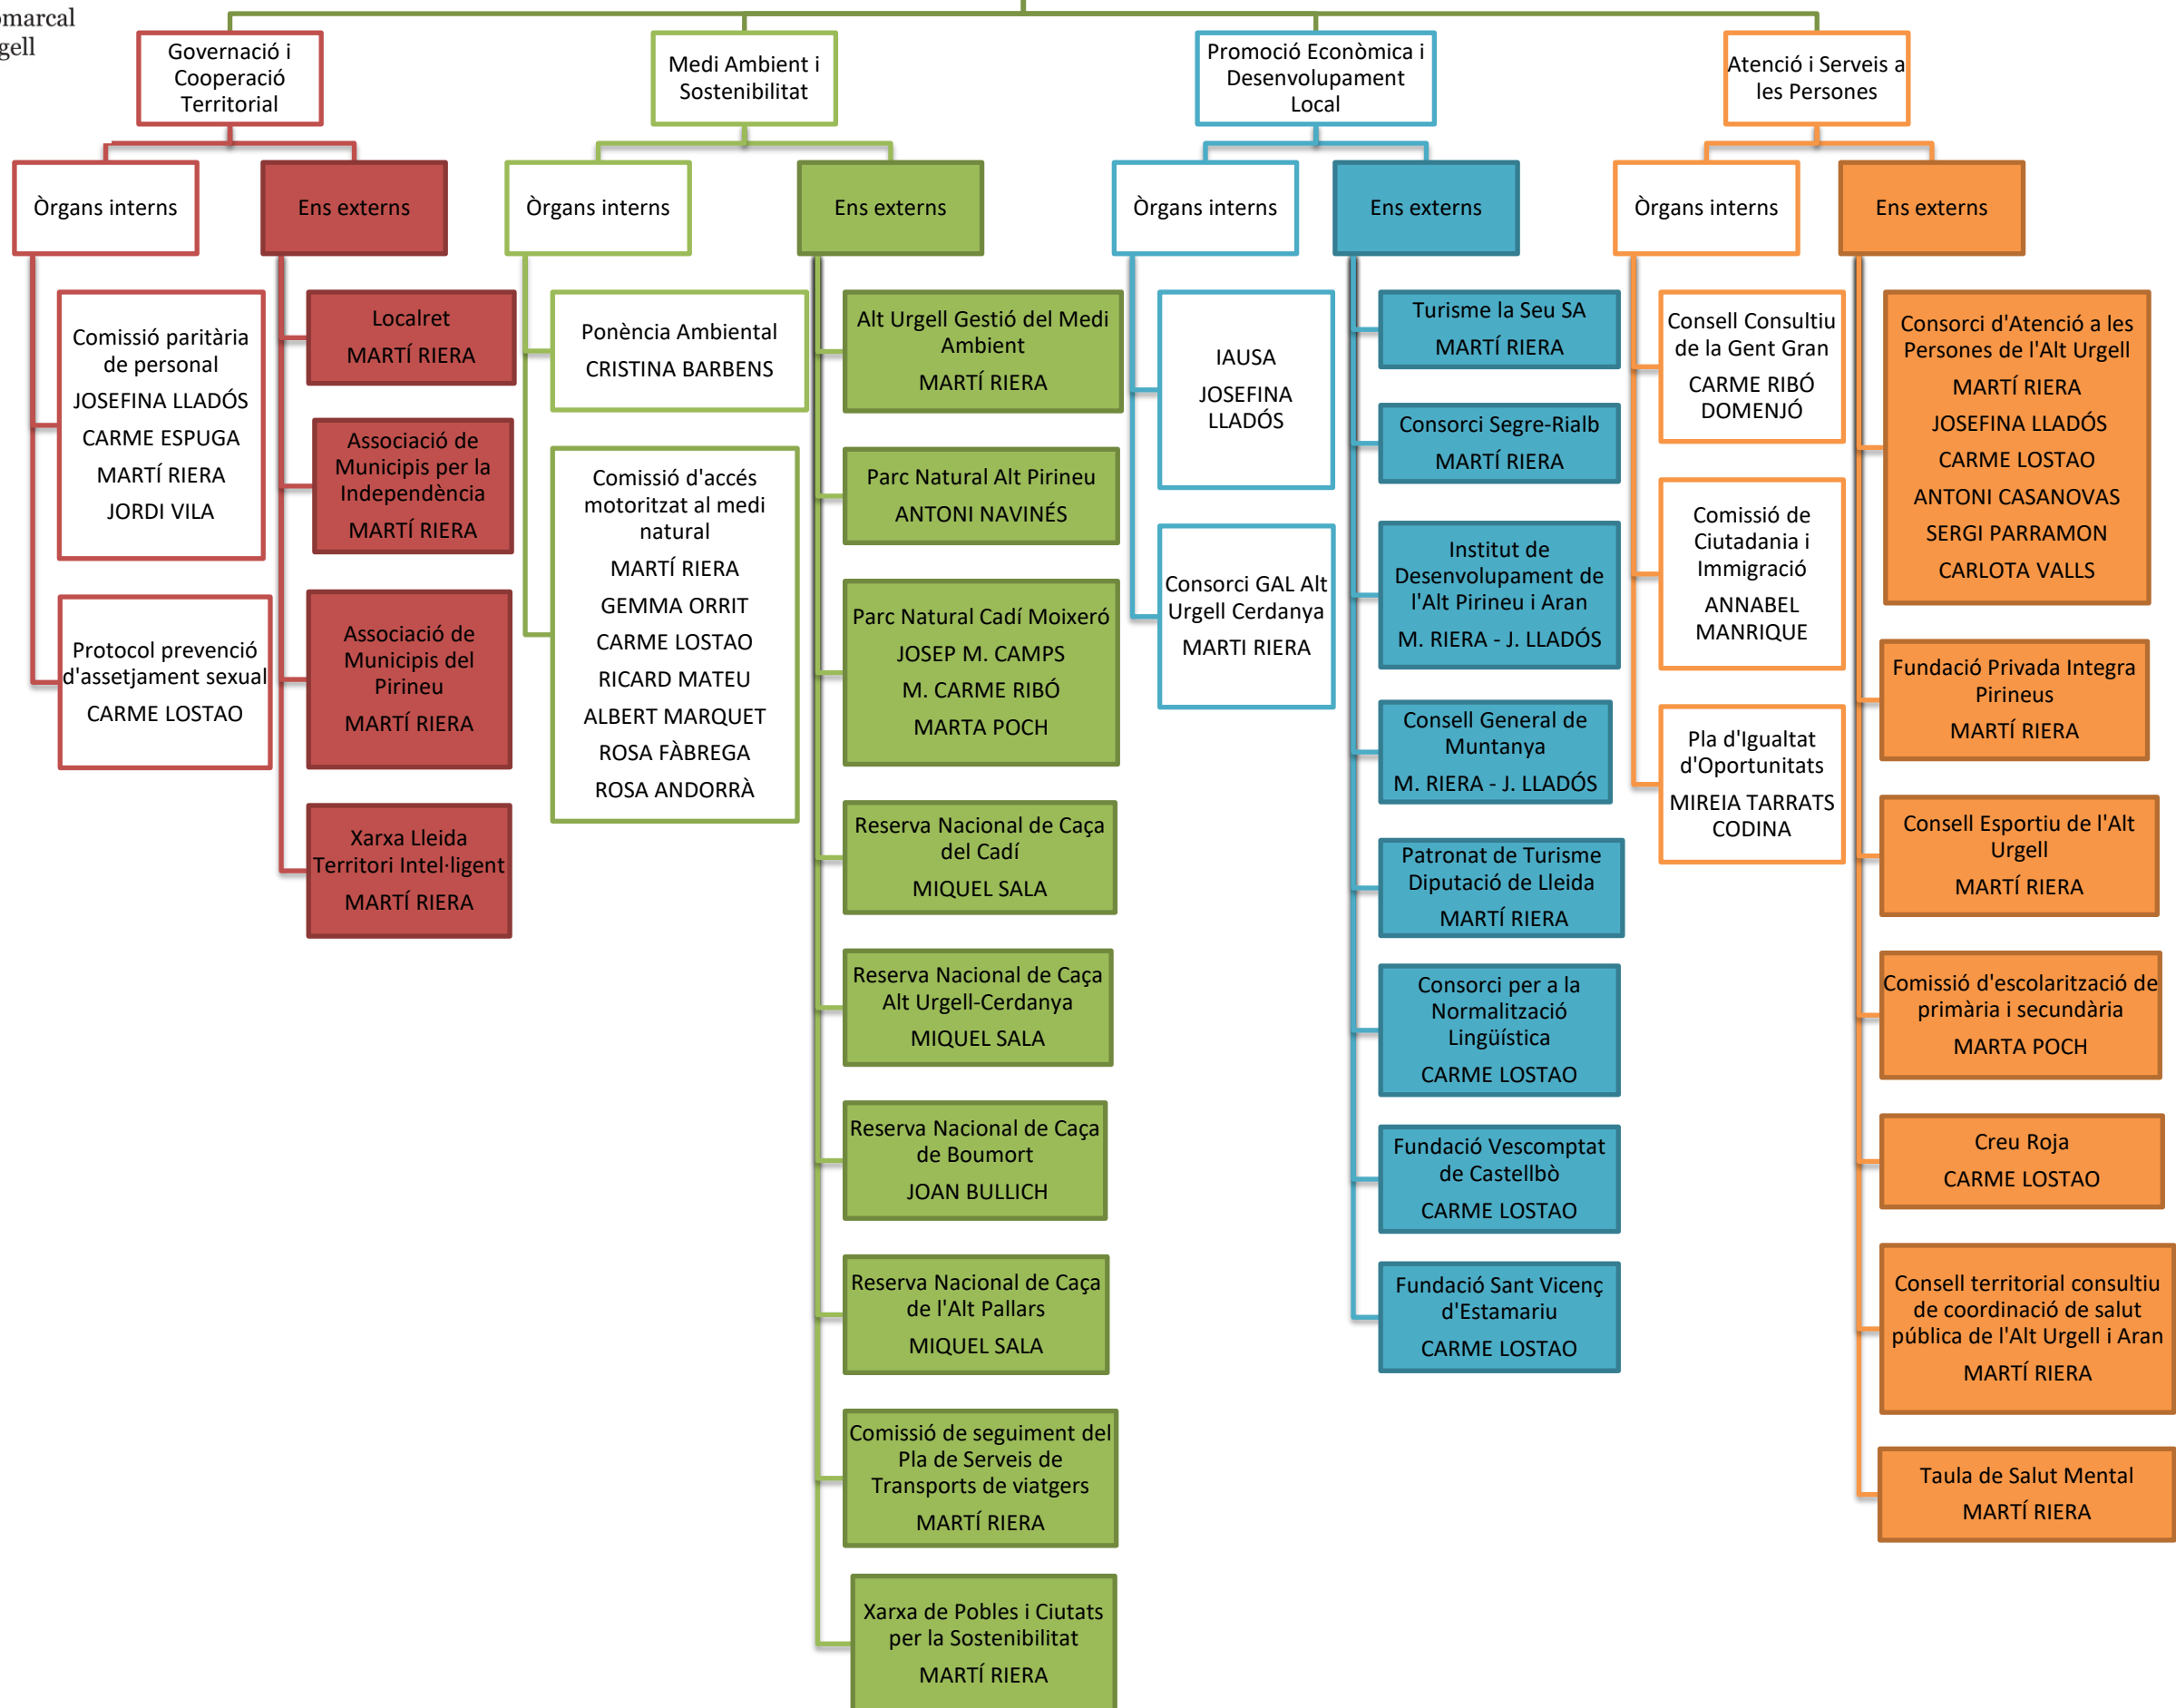 omarcal
gell
Governació i
Cooperació
Territorial
Òrgans interns
Comissió paritària
de personal
JOSEFINA LLADÓS
CARME ESPUGA
MARTÍ RIERA
JORDI VILA
Protocol prevenció
d'assetjament sexual
CARME LOSTAO
Ens externs
Localret
MARTÍ RIERA
Associació de
Municipis per la
Independència
MARTÍ RIERA
Associació de
Municipis del
Pirineu
MARTÍ RIERA
Xarxa Lleida
Territori Intel·ligent
MARTÍ RIERA
Medi Ambient i
Sostenibilitat
Òrgans interns
Ponència Ambiental
CRISTINA BARBENS
Comissió d'accés
motoritzat al medi
natural
MARTÍ RIERA
GEMMA ORRIT
CARME LOSTAO
RICARD MATEU
ALBERT MARQUET
ROSA FÀBREGA
ROSA ANDORRÀ
Ens externs
Alt Urgell Gestió del Medi
Ambient
MARTÍ RIERA
Parc Natural Alt Pirineu
ANTONI NAVINÉS
Parc Natural Cadí Moixeró
JOSEP M. CAMPS
M. CARME RIBÓ
MARTA POCH
Reserva Nacional de Caça
del Cadí
MIQUEL SALA
Reserva Nacional de Caça
Alt Urgell-Cerdanya
MIQUEL SALA
Reserva Nacional de Caça
de Boumort
JOAN BULLICH
Reserva Nacional de Caça
de l'Alt Pallars
MIQUEL SALA
Comissió de seguiment del
Pla de Serveis de
Transports de viatgers
MARTÍ RIERA
Xarxa de Pobles i Ciutats
per la Sostenibilitat
MARTÍ RIERA
Promoció Econòmica i
Desenvolupament
Local
Òrgans interns
IAUSA
JOSEFINA
LLADÓS
Consorci GAL Alt
Urgell Cerdanya
MARTI RIERA
Ens externs
Turisme la Seu SA
MARTÍ RIERA
Consorci Segre-Rialb
MARTÍ RIERA
Institut de
Desenvolupament de
l'Alt Pirineu i Aran
M. RIERA - J. LLADÓS
Consell General de
Muntanya
M. RIERA - J. LLADÓS
Patronat de Turisme
Diputació de Lleida
MARTÍ RIERA
Consorci per a la
Normalització
Lingüística
CARME LOSTAO
Fundació Vescomptat
de Castellbò
CARME LOSTAO
Fundació Sant Vicenç
d'Estamariu
CARME LOSTAO
Atenció i Serveis a
les Persones
Òrgans interns
Consell Consultiu
de la Gent Gran
CARME RIBÓ
DOMENJÓ
Comissió de
Ciutadania i
Immigració
ANNABEL
MANRIQUE
Pla d'Igualtat
d'Oportunitats
MIREIA TARRATS
CODINA
Ens externs
Consorci d'Atenció a les
Persones de l'Alt Urgell
MARTÍ RIERA
JOSEFINA LLADÓS
CARME LOSTAO
ANTONI CASANOVAS
SERGI PARRAMON
CARLOTA VALLS
Fundació Privada Integra
Pirineus
MARTÍ RIERA
Consell Esportiu de l'Alt
Urgell
MARTÍ RIERA
Comissió d'escolarització de
primària i secundària
MARTA POCH
Creu Roja
CARME LOSTAO
Consell territorial consultiu
de coordinació de salut
pública de l'Alt Urgell i Aran
MARTÍ RIERA
Taula de Salut Mental
MARTÍ RIERA